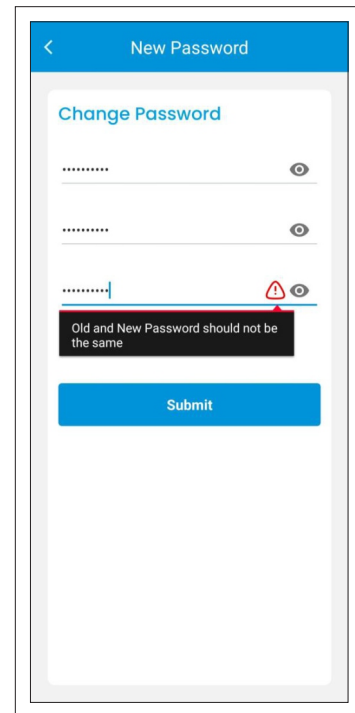 New Password
Change Password
..........
..........
..........
Old and New Password should not be
the same
Submit